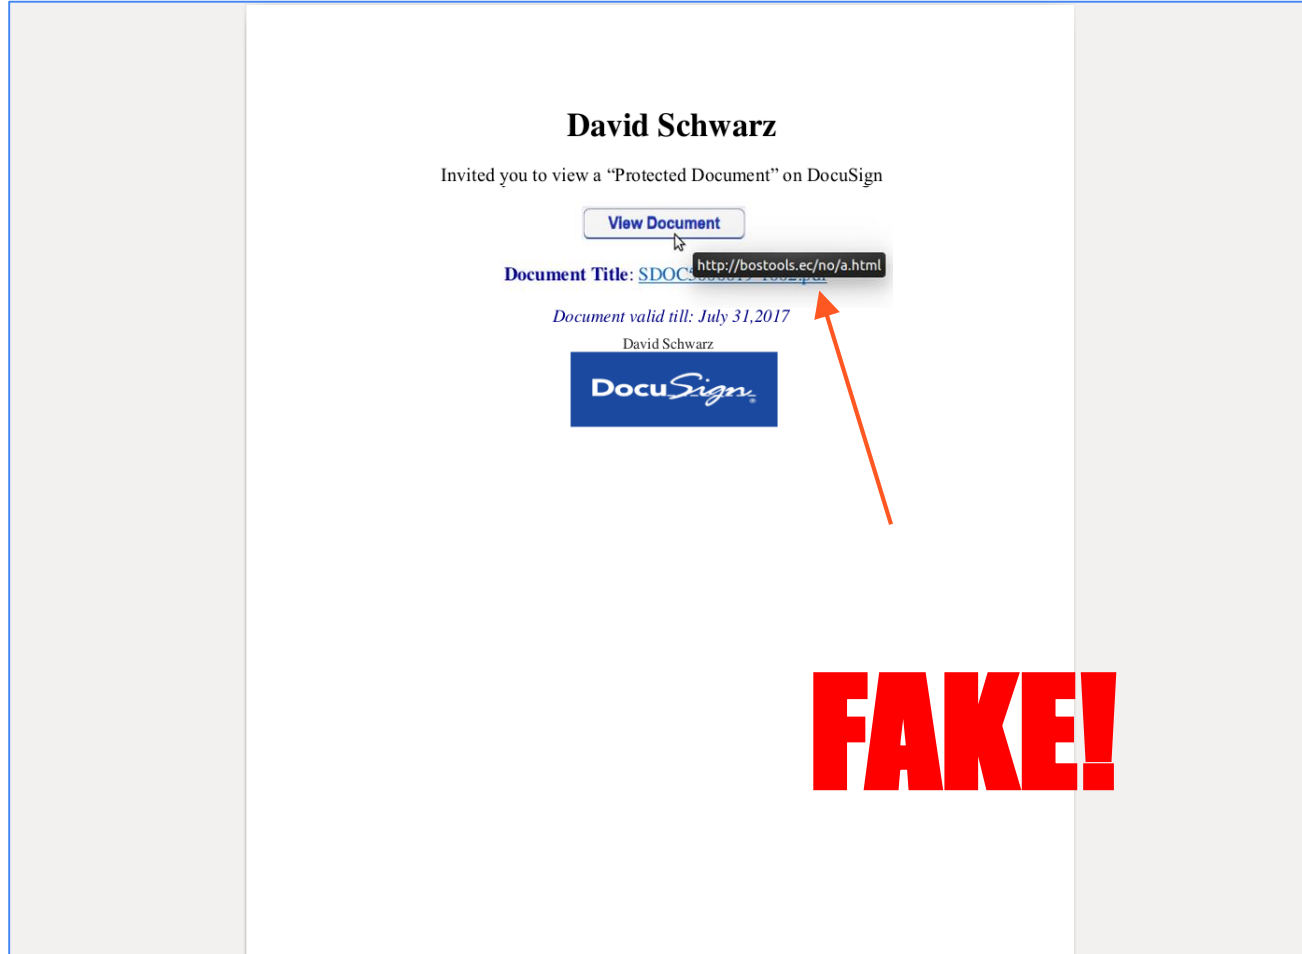 David Schwarz
Invited you to view a “Protected Document” on DocuSign
View Document
http://bostools.ec/no/a.html
Document Title:
Document valid till: July 31,2017
David Schwarz
DocuSign®
FAKE!